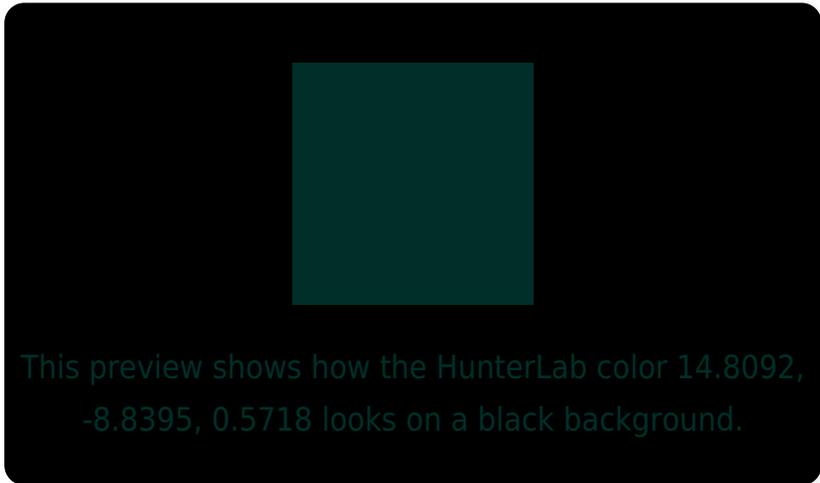 This preview shows how the HunterLab color 14.8092,
-8.8395, 0.5718 looks on a black background.